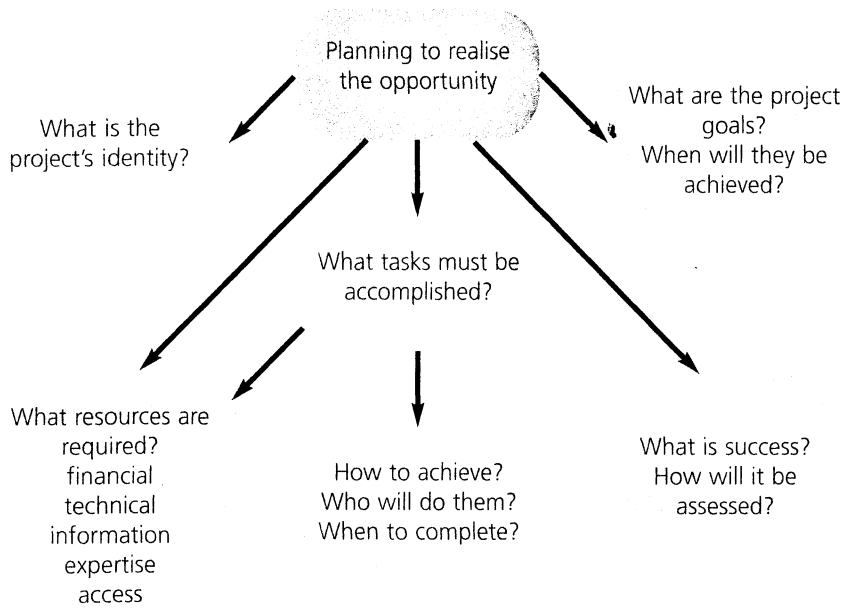 Planning to realise
the opportunity
What is the
project's identity?
What are the project
goals?
When will they be
achieved?
What tasks must be
accomplished?
What resources are
required?
financial
technical
information
expertise
access
How to achieve?
Who will do them?
When to complete?
What is success?
How will it be
assessed?